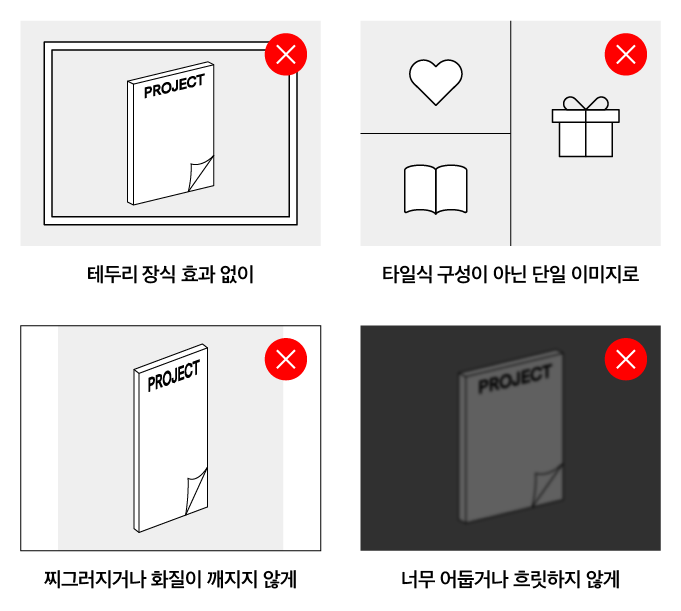 PROJECT
테두리 장식 효과 없이
타일식 구성이 아닌 단일 이미지로
PROJECT
찌그러지거나 화질이 깨지지 않게
PROJECT
너무 어둡거나 흐릿하지 않게